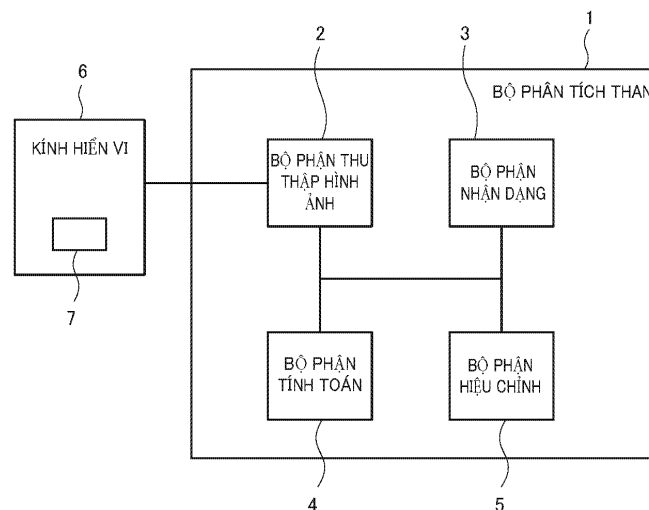 1
2
3
6
BỘ PHÂN TÍCH THAN
KÍNH HIỂN VI
BỘ PHẬN THU
THẬP HÌNH
ẢNH
BỘ PHẬN
NHẬN DẠNG
7
BỘ PHẬN
TÍNH TOÁN
BỘ PHẬN
HIỆU CHỈNH
4
5